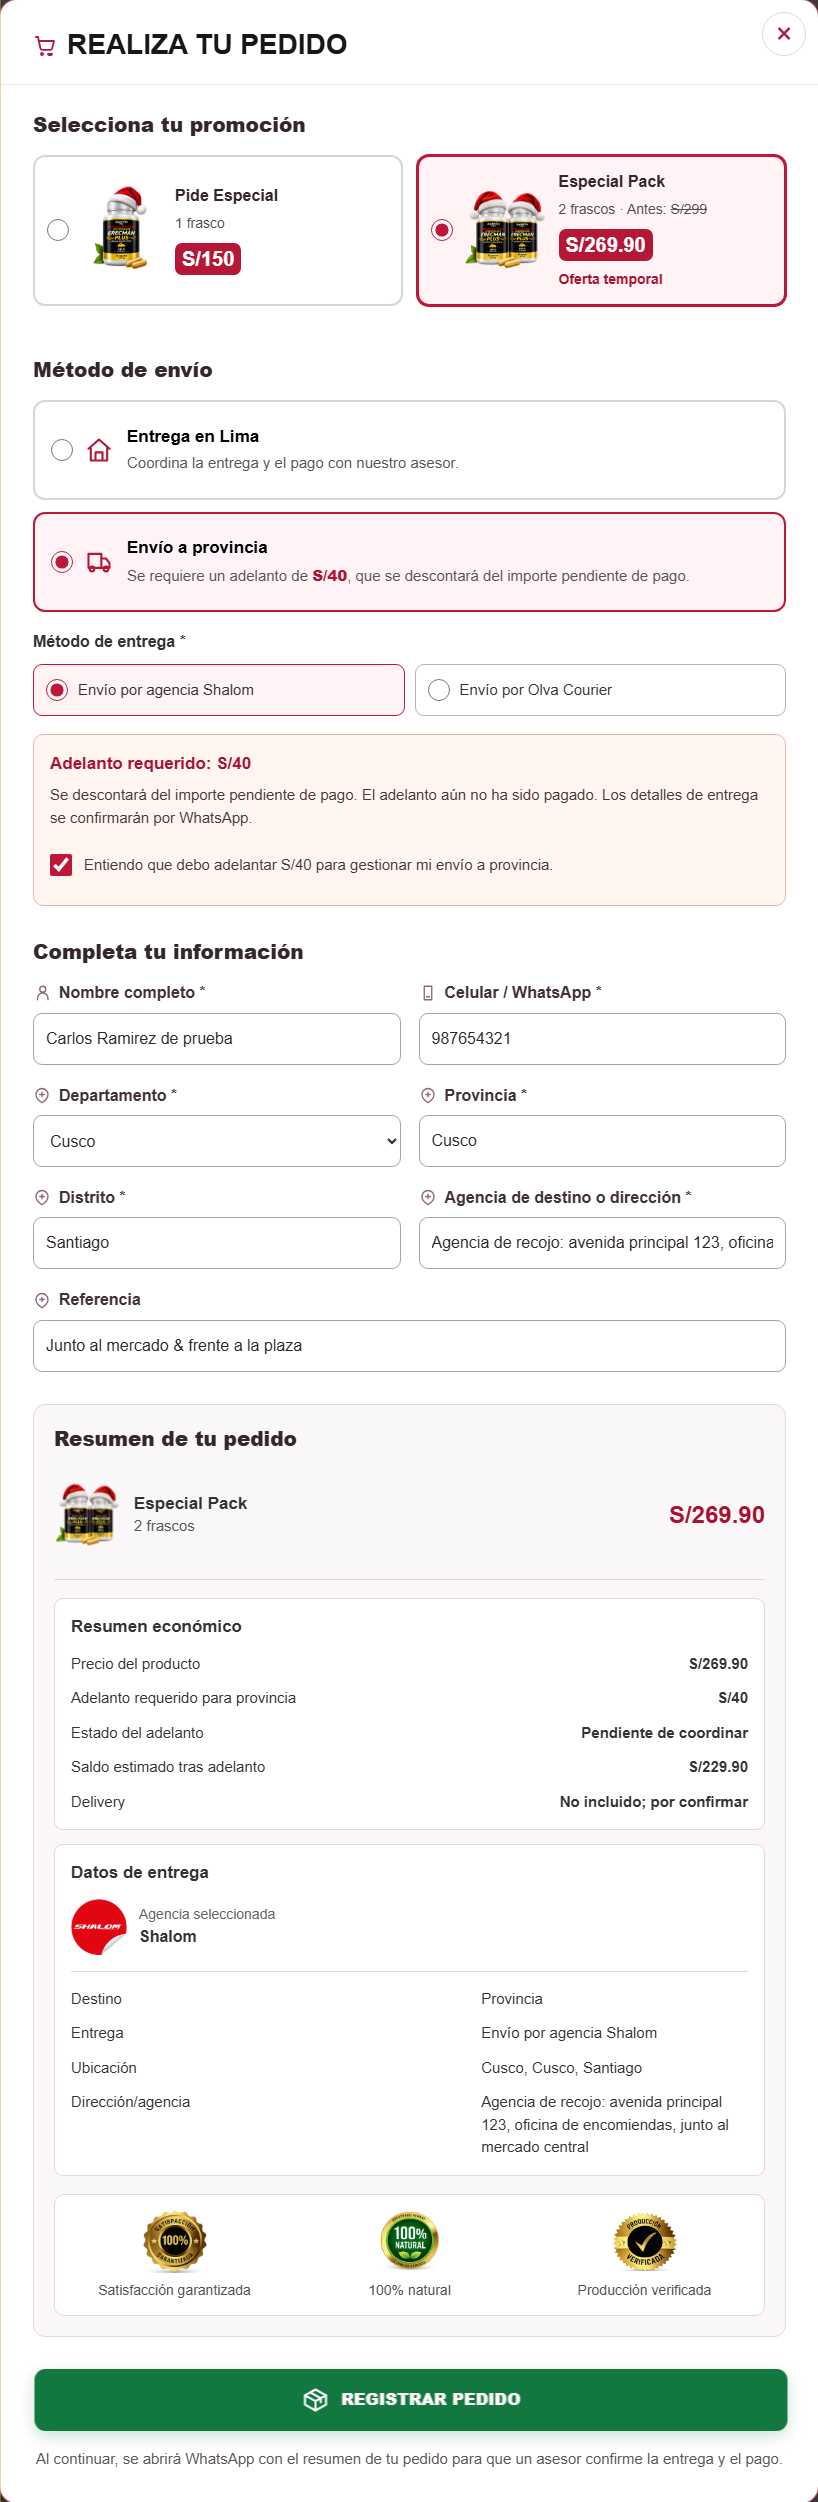 REALIZA TU PEDIDO
Selecciona tu promoción
Pide Especial
1 frasco
S/150
Especial Pack
2 frascos · Antes: S/299
S/269.90
Oferta temporal
Método de envío
Entrega en Lima
Coordina la entrega y el pago con nuestro asesor.
Envío a provincia
Se requiere un adelanto de S/40, que se descontará del importe pendiente de pago.
Método de entrega *
Envío por agencia Shalom
Envío por Olva Courier
Adelanto requerido: S/40
Se descontará del importe pendiente de pago. El adelanto aún no ha sido pagado. Los detalles de entrega
se confirmarán por WhatsApp.
Entiendo que debo adelantar S/40 para gestionar mi envío a provincia.
Completa tu información
Nombre completo *
Celular / WhatsApp *
Carlos Ramirez de prueba
987654321
Departamento *
Provincia *
Cusco
Cusco
Distrito *
Agencia de destino o dirección *
Santiago
Agencia de recojo: avenida principal 123, oficina
Referencia
Junto al mercado & frente a la plaza
Resumen de tu pedido
Especial Pack
2 frascos
S/269.90
Resumen económico
Precio del producto
S/269.90
Adelanto requerido para provincia
S/40
Estado del adelanto
Pendiente de coordinar
Saldo estimado tras adelanto
S/229.90
Delivery
No incluido; por confirmar
Datos de entrega
SHALOM
Agencia seleccionada
Shalom
Destino
Provincia
Entrega
Envío por agencia Shalom
Ubicación
Cusco, Cusco, Santiago
Dirección/agencia
Agencia de recojo: avenida principal
123, oficina de encomiendas, junto al
mercado central
SATISFACCIÓN
100%
GARANTIZADA
100%
NATURAL
PRODUCCIÓN
VERIFICADA
Satisfacción garantizada
100% natural
Producción verificada
REGISTRAR PEDIDO
Al continuar, se abrirá WhatsApp con el resumen de tu pedido para que un asesor confirme la entrega y el pago.